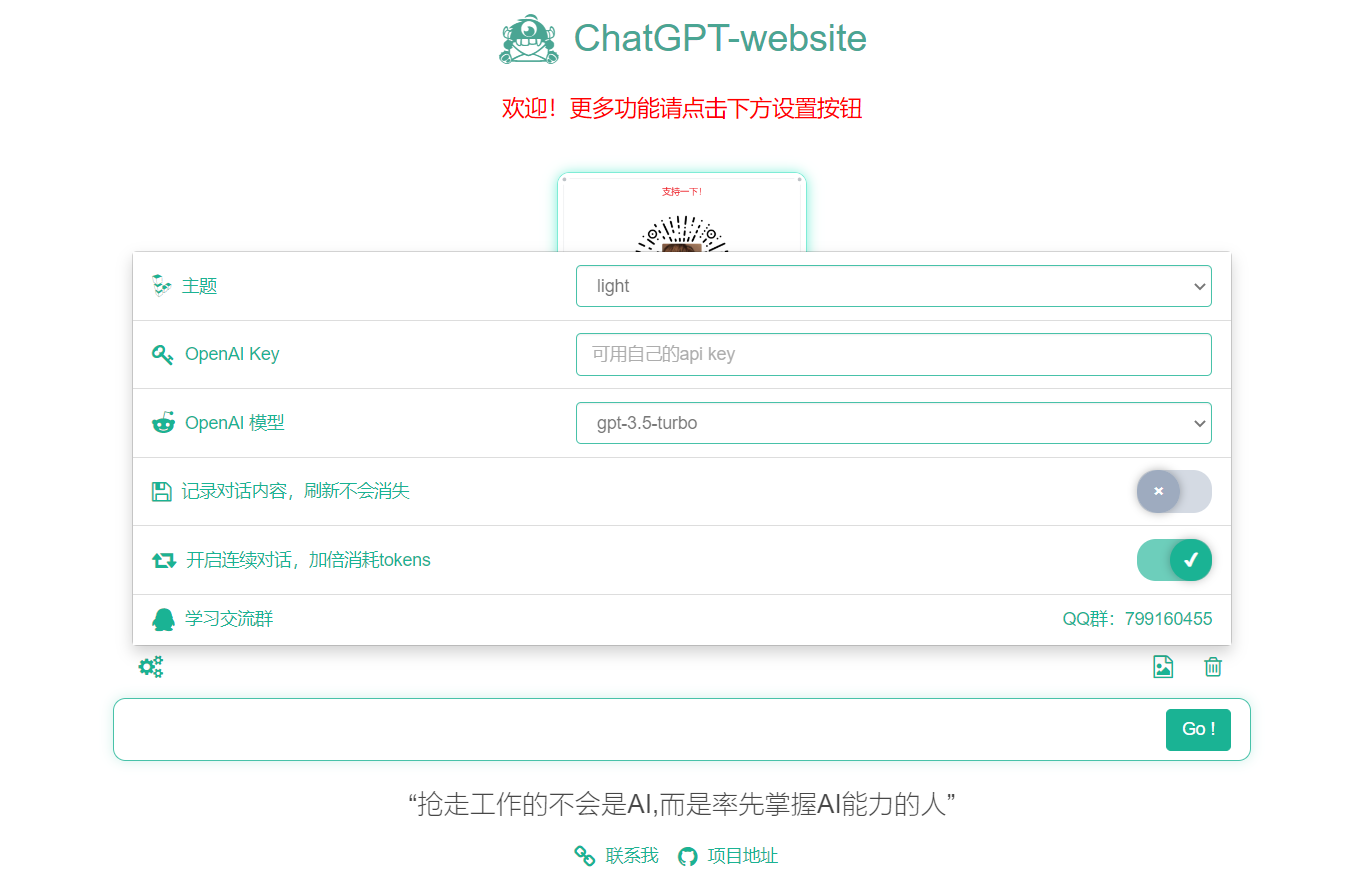 ChatGPT-website
欢迎！更多功能请点击下方设置按钮
支持一下！
主题
light
OpenAI Key
可用自己的api key
OpenAI 模型
gpt-3.5-turbo
记录对话内容，刷新不会消失
开启连续对话，加倍消耗tokens
学习交流群
QQ群：799160455
Go !
“抢走工作的不会是AI,而是率先掌握AI能力的人”
联系我 项目地址